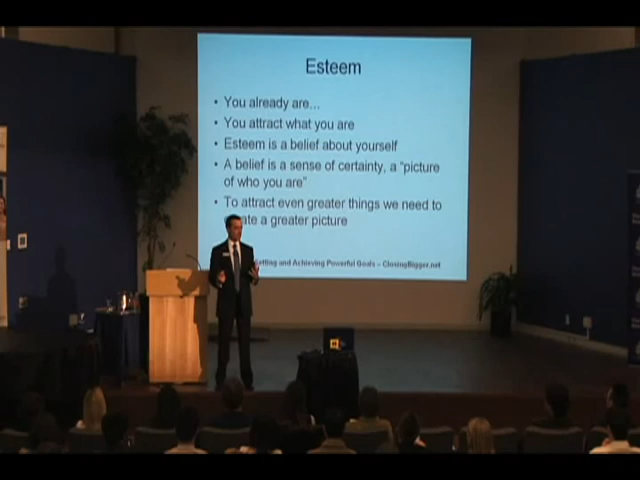 Esteem
• You already are...
• You attract what you are
• Esteem is a belief about yourself
• A belief is a sense of certainty, a "picture
of who you are"
• To attract even greater things we need to
a greater picture
and Achieving Powerful Goals – ClosingBigger.net